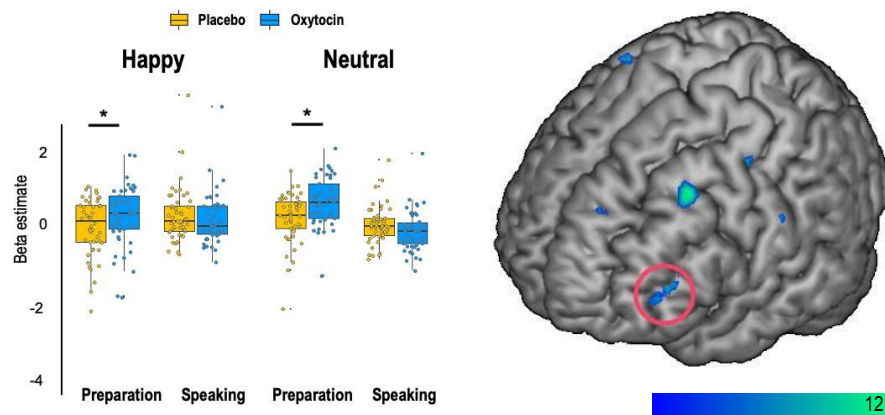 Placebo Oxytocin
Happy Neutral
* *
Beta estimate
2
0
-2
-4
Preparation Speaking Preparation Speaking
12